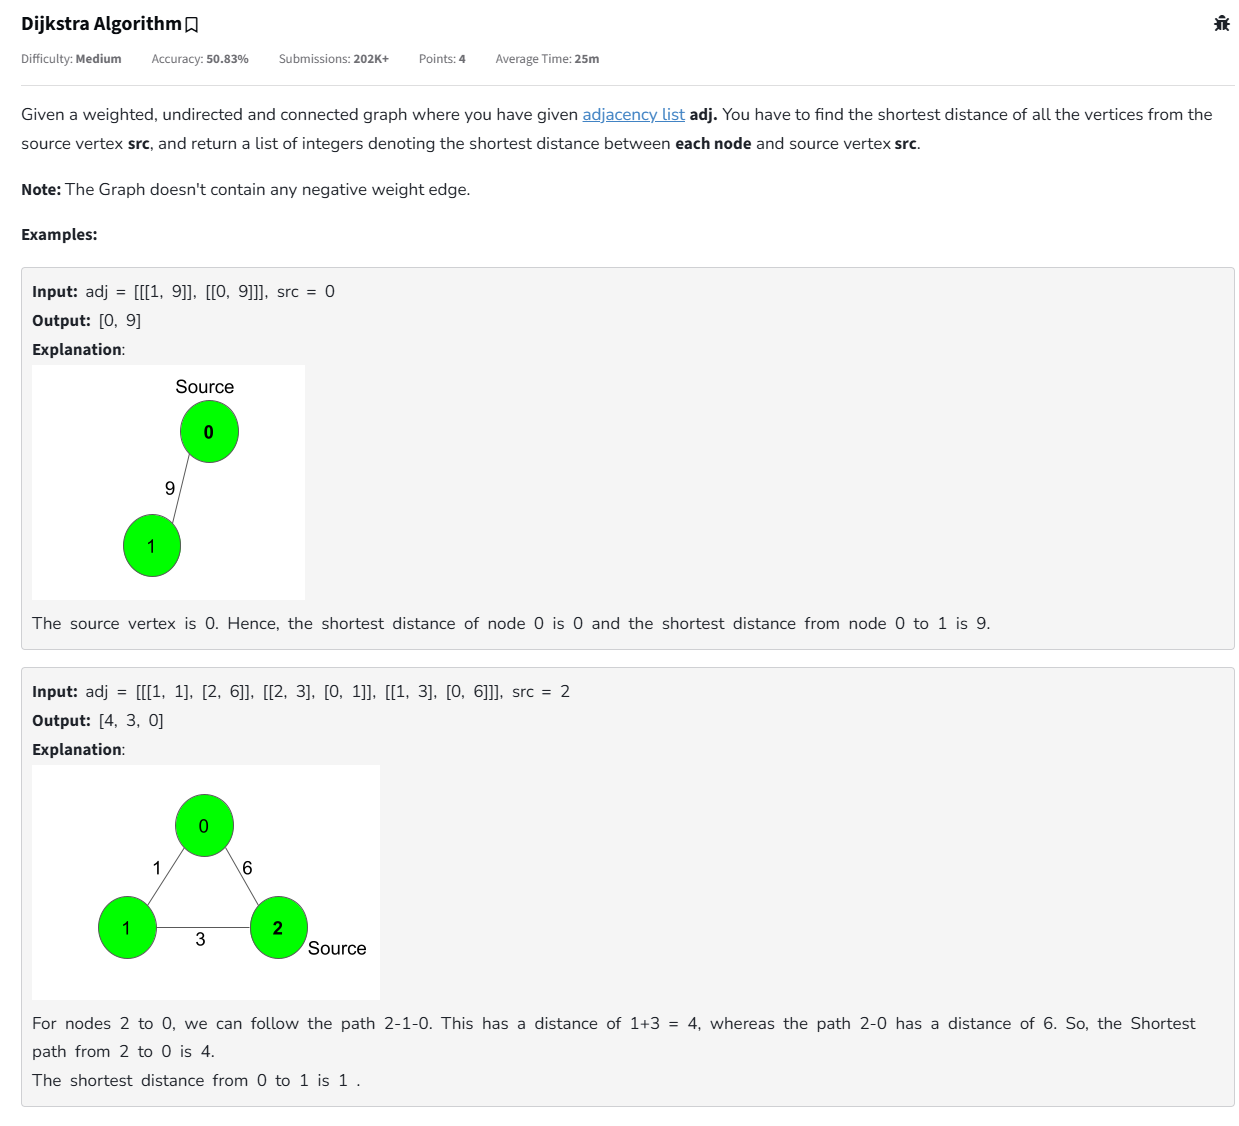 Dijkstra Algorithm
Difficulty: Medium Accuracy: 50.83% Submissions: 202K+ Points: 4 Average Time: 25m
Given a weighted, undirected and connected graph where you have given adjacency list adj. You have to find the shortest distance of all the vertices from the
source vertex src, and return a list of integers denoting the shortest distance between each node and source vertex src.
Note: The Graph doesn't contain any negative weight edge.
Examples:
Input: adj = [[[1, 9]], [[0, 9]]], src = 0
Output: [0, 9]
Explanation:
Source
0
9
1
The source vertex is 0. Hence, the shortest distance of node 0 is 0 and the shortest distance from node 0 to 1 is 9.
Input: adj = [[[1, 1], [2, 6]], [[2, 3], [0, 1]], [[1, 3], [0, 6]]], src = 2
Output: [4, 3, 0]
Explanation:
0
1 6
1 2
3
Source
For nodes 2 to 0, we can follow the path 2-1-0. This has a distance of 1+3 = 4, whereas the path 2-0 has a distance of 6. So, the Shortest
path from 2 to 0 is 4.
The shortest distance from 0 to 1 is 1 .